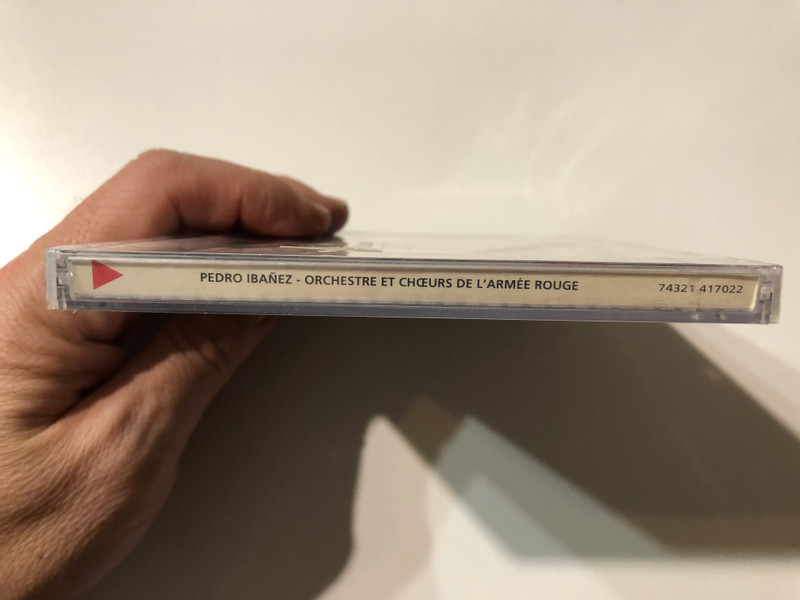 PEDRO IBAÑEZ - ORCHESTRE ET CHŒURS DE L'ARMÉE ROUGE 74321 417022